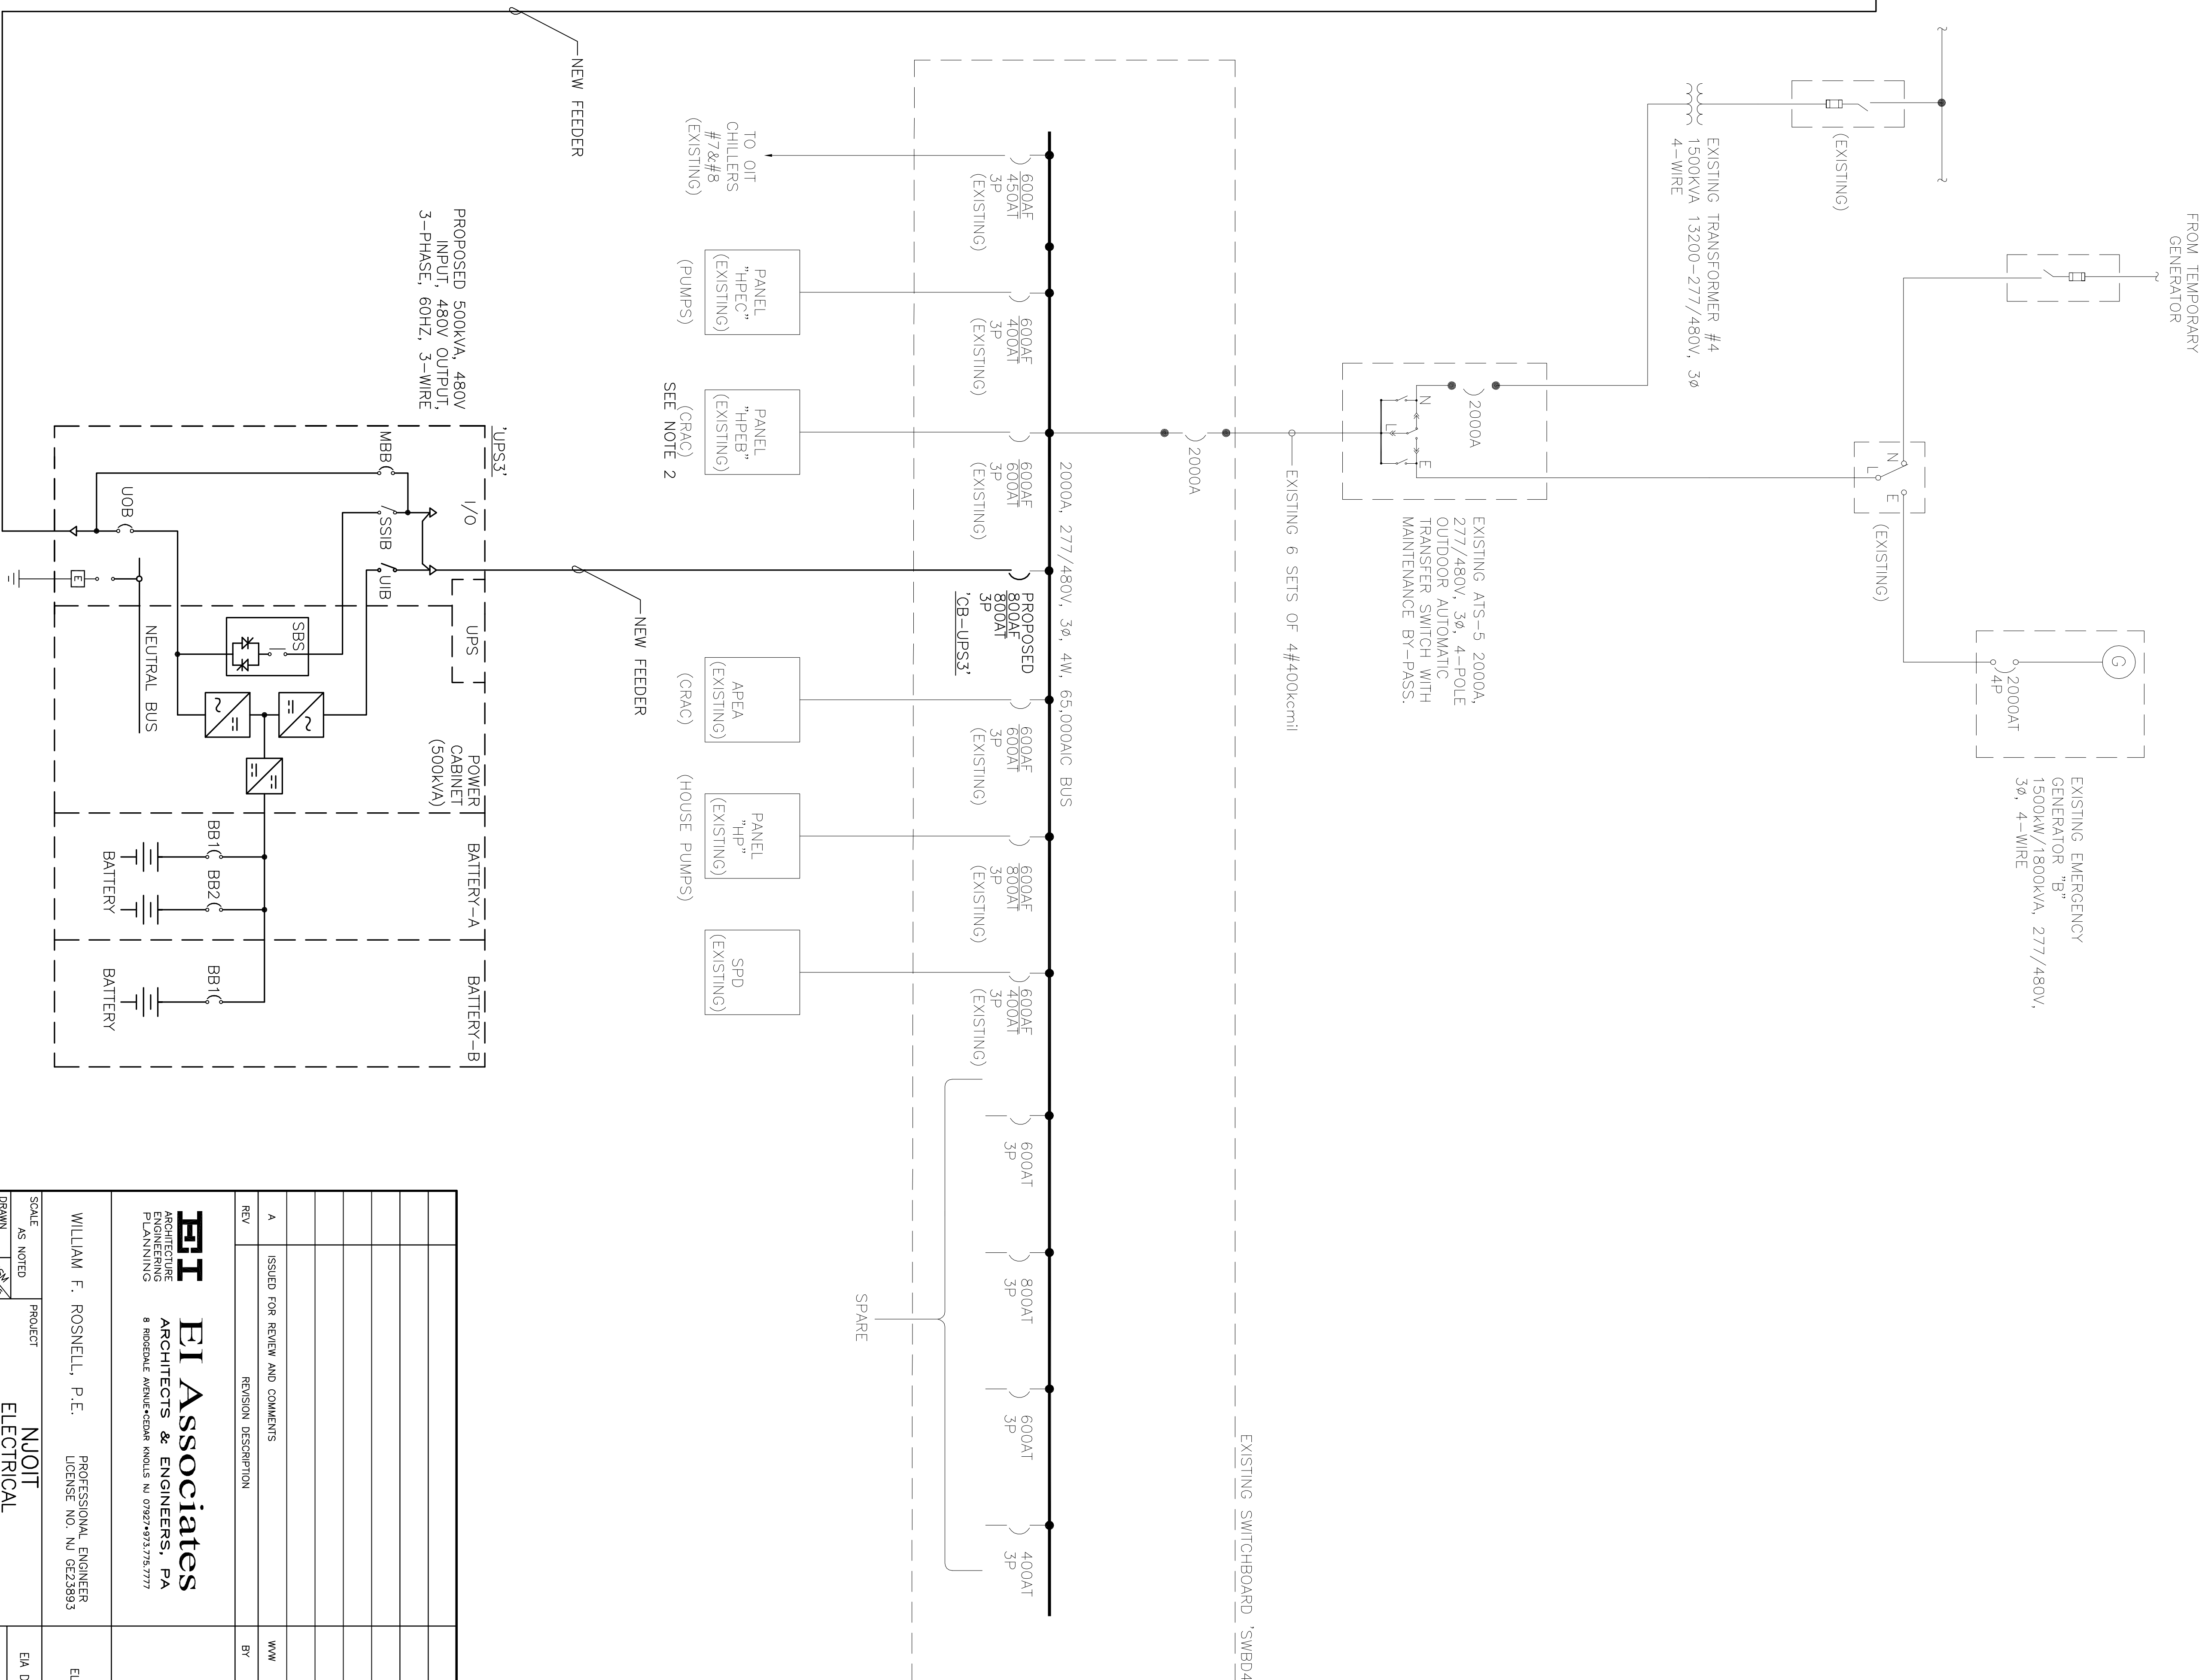 FROM TEMPORARY
GENERATOR
(EXISTING)
EXISTING TRANSFORMER #4
1500KVA 13200-277/480V, 3ø
4-WIRE
N
L
E
(EXISTING)
G
2000AT
4P
EXISTING EMERGENCY
GENERATOR "B"
1500kW/1800kVA, 277/480V,
3ø, 4-WIRE
2000A
N
L
E
EXISTING ATS-5 2000A,
277/480V, 3ø, 4-POLE
OUTDOOR AUTOMATIC
TRANSFER SWITCH WITH
MAINTENANCE BY-PASS.
EXISTING 6 SETS OF 4#400kcmil
2000A
EXISTING SWITCHBOARD 'SWBD4
2000A, 277/480V, 3ø, 4W, 65,000AIC BUS
600AF
450AT
3P
(EXISTING)
600AF
400AT
3P
(EXISTING)
600AF
600AT
3P
(EXISTING)
PROPOSED
800AF
800AT
3P
'CB-UPS3'
600AF
600AT
3P
(EXISTING)
600AF
800AT
3P
(EXISTING)
600AF
400AT
3P
(EXISTING)
600AT
3P
800AT
3P
600AT
3P
400AT
3P
SPARE
TO OIT
CHILLERS
#7&#8
(EXISTING)
PANEL
"HPEC"
(EXISTING)
(PUMPS)
PANEL
"HPEB"
(EXISTING)
(CRAC)
SEE NOTE 2
APEA
(EXISTING)
(CRAC)
PANEL
"HP"
(EXISTING)
(HOUSE PUMPS)
SPD
(EXISTING)
NEW FEEDER
NEW FEEDER
PROPOSED 500kVA, 480V
INPUT, 480V OUTPUT,
3-PHASE, 60HZ, 3-WIRE
'UPS3'
I/O
UPS
POWER
CABINET
(500kVA)
BATTERY-A
BATTERY-B
MBB
SSIB
UIB
SBS
UOB
E
NEUTRAL BUS
BB1
BB2
BB1
BATTERY
BATTERY
A
ISSUED FOR REVIEW AND COMMENTS
WVW
REV
REVISION DESCRIPTION
BY
EI
ARCHITECTURE
ENGINEERING
PLANNING
EI Associates
ARCHITECTS & ENGINEERS, PA
8 RIDGEDALE AVENUE•CEDAR KNOLLS NJ 07927•973.775.7777
WILLIAM F. ROSNELL, P.E.
PROFESSIONAL ENGINEER
LICENSE NO. NJ GE23893
EL
SCALE
AS NOTED
PROJECT
NJOIT
ELECTRICAL
EIA D
DRAWN